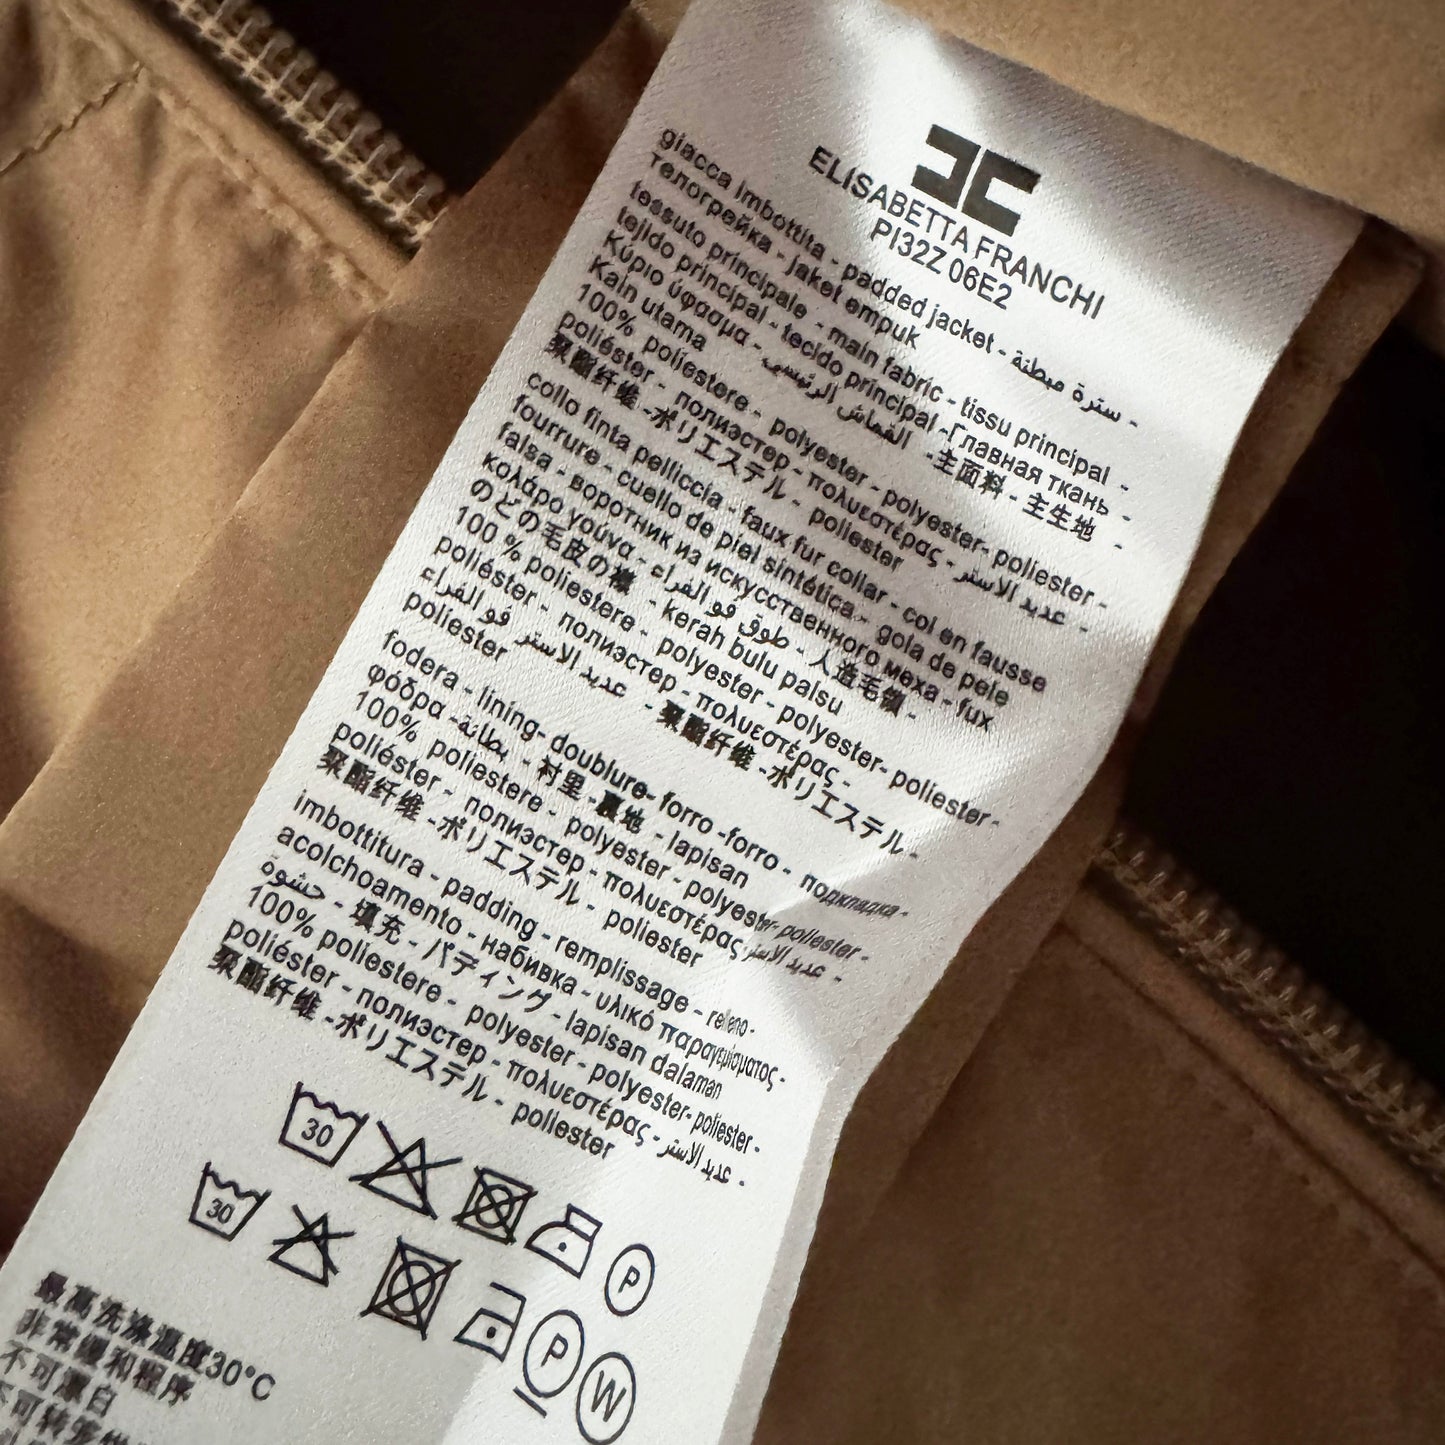 ELISABETTA FRANCHI
PI32Z 06E2
giacca imbottita - padded jacket - سترة مبطنة -
телогрейка - jaket empuk
tessuto principale - main fabric - tissu principal -
tejido principal - tecido principal -Главная ткань -
Κύριο ύφασμα - القماش الرئيسي -主面料 - 主生地 -
Kain utama
100% poliestere - polyester - polyester- poliester -
poliéster - полиэстер - πολυεστέρας - عديد الاستر -
聚酯纤维 -ポリエステル - poliester
collo finta pelliccia - faux fur collar - col en fausse
fourrure - cuello de piel sintética - gola de pele
falsa - воротник из искусственного меха - fux
κολάρο γούνα - طوق فو الفراء - 人造毛领 -
のどの毛皮の襟 - kerah bulu palsu
100 % poliestere - polyester - polyester- poliester -
poliéster - полиэстер - πολυεστέρας -
عديد الاستر فو الفراء - 聚酯纤维 -ポリエステル -
poliester
fodera - lining- doublure- forro -forro - подкладка -
φόδρα -بطانة - 村里 -裏地 - lapisan
100% poliestere - polyester - polyester- poliester -
poliéster - полиэстер - πολυεστέρας- عديد الاستر -
聚酯纤维 -ポリエステル - poliester
imbottitura - padding - remplissage - relleno -
acolchoamento - набивка - υλικό παραγεμίσματος -
حشوة - 填充 - パディング - lapisan dalaman
100% poliestere - polyester - polyester- poliester -
poliéster - полиэстер - πολυεστέρας - عديد الاستر -
聚酯纤维 -ポリエステル - poliester
30 P
30 P W
最高洗涤温度30°C
非常缓和程序
不可漂白
不可转笼